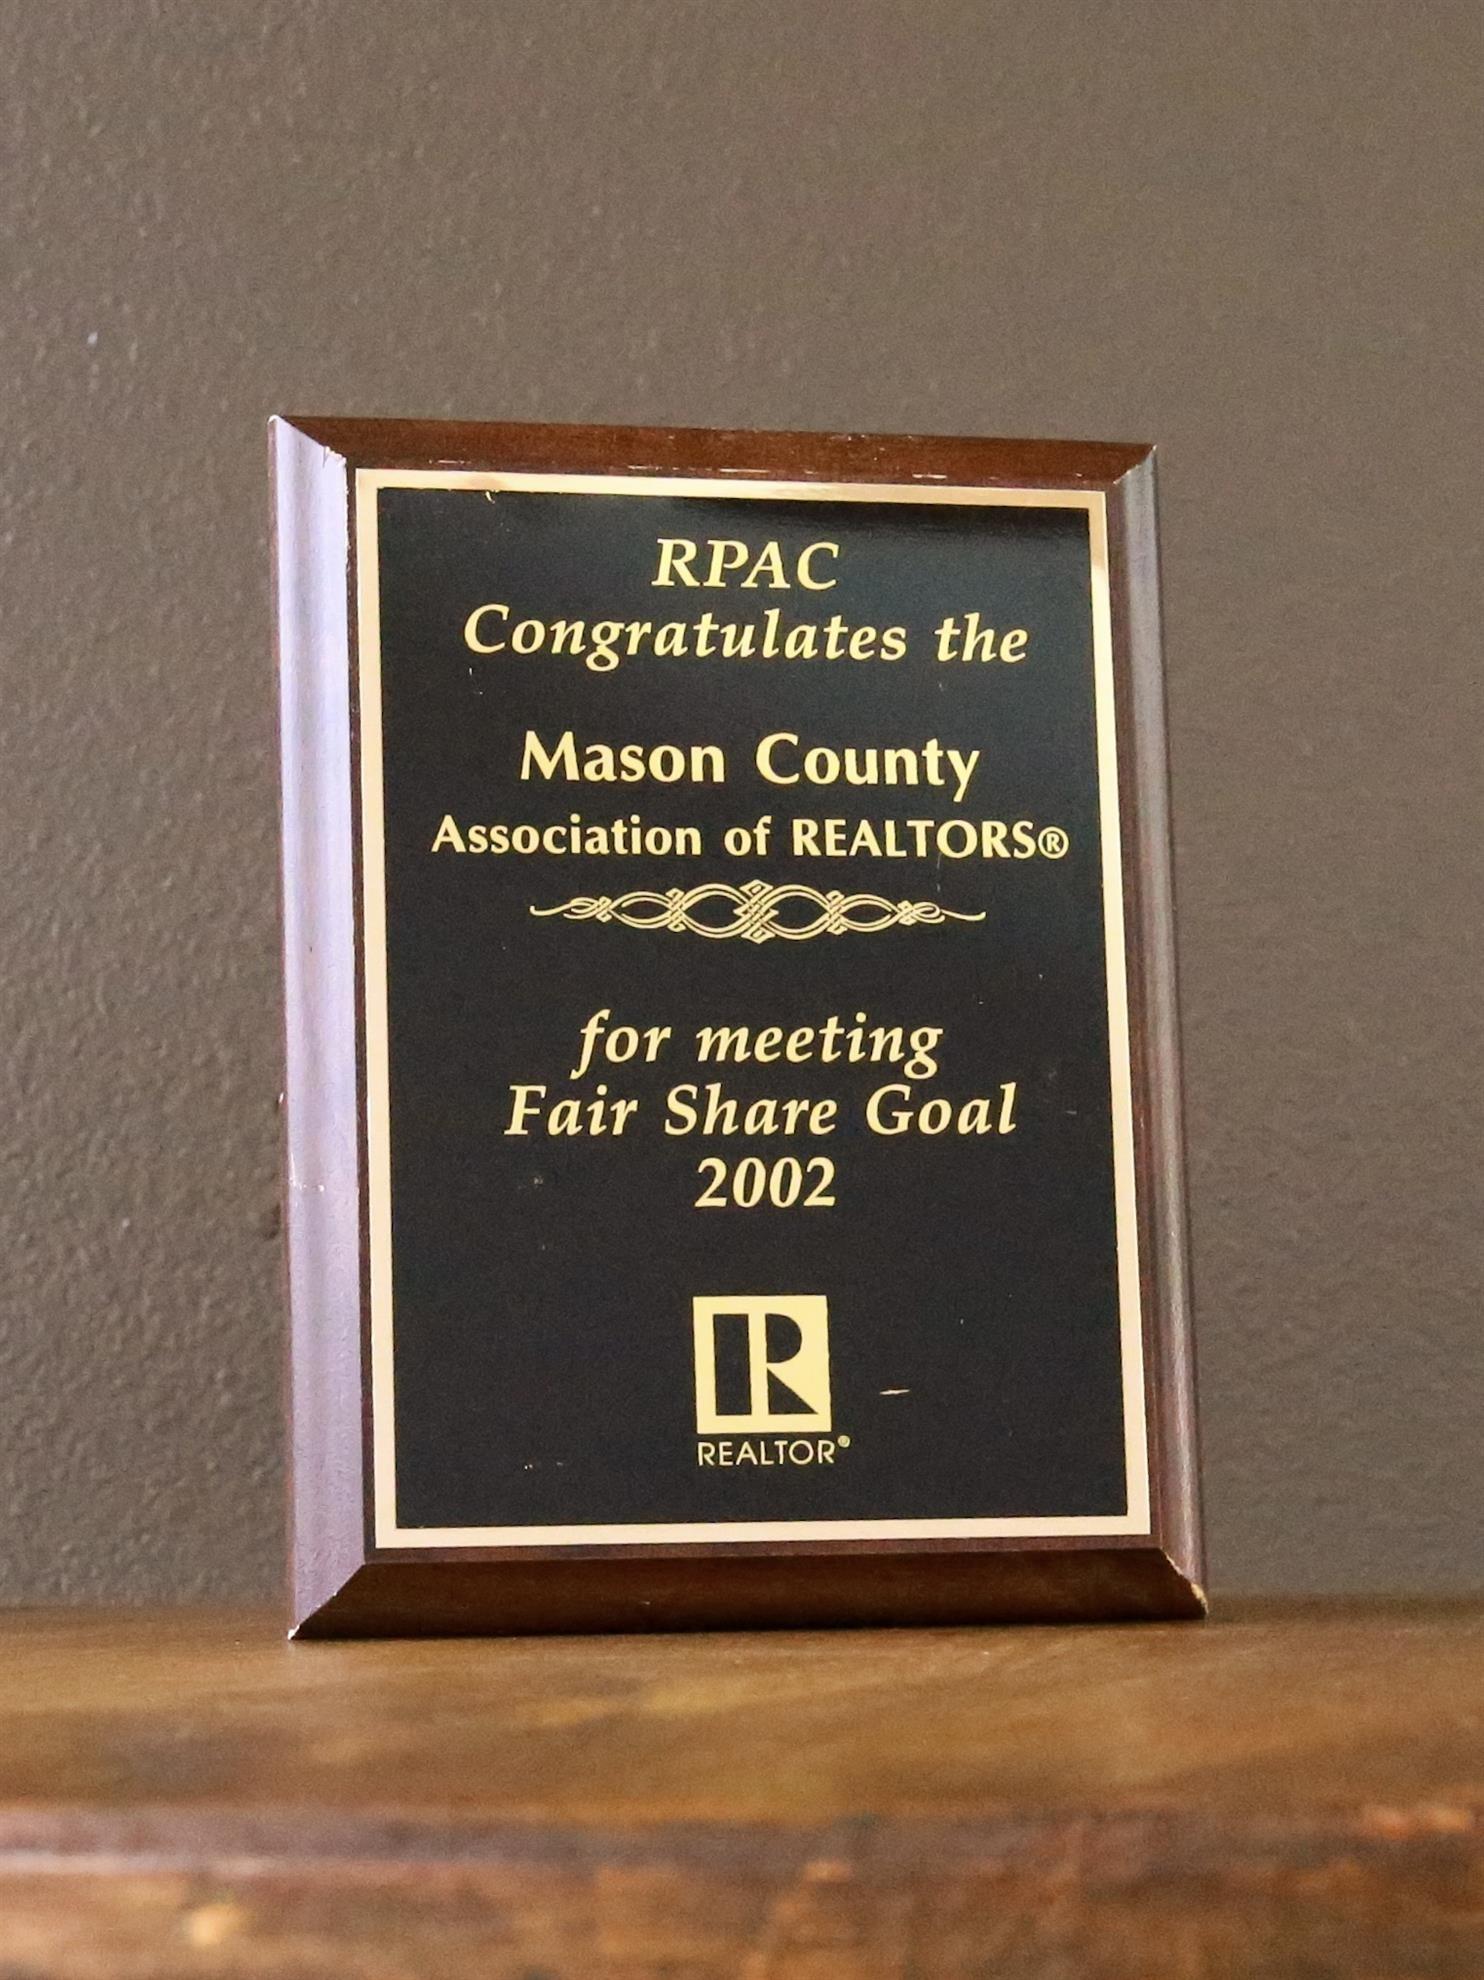 RPAC
Congratulates the
Mason County
Association of REALTORS®
for meeting
Fair Share Goal
2002
R
REALTOR®